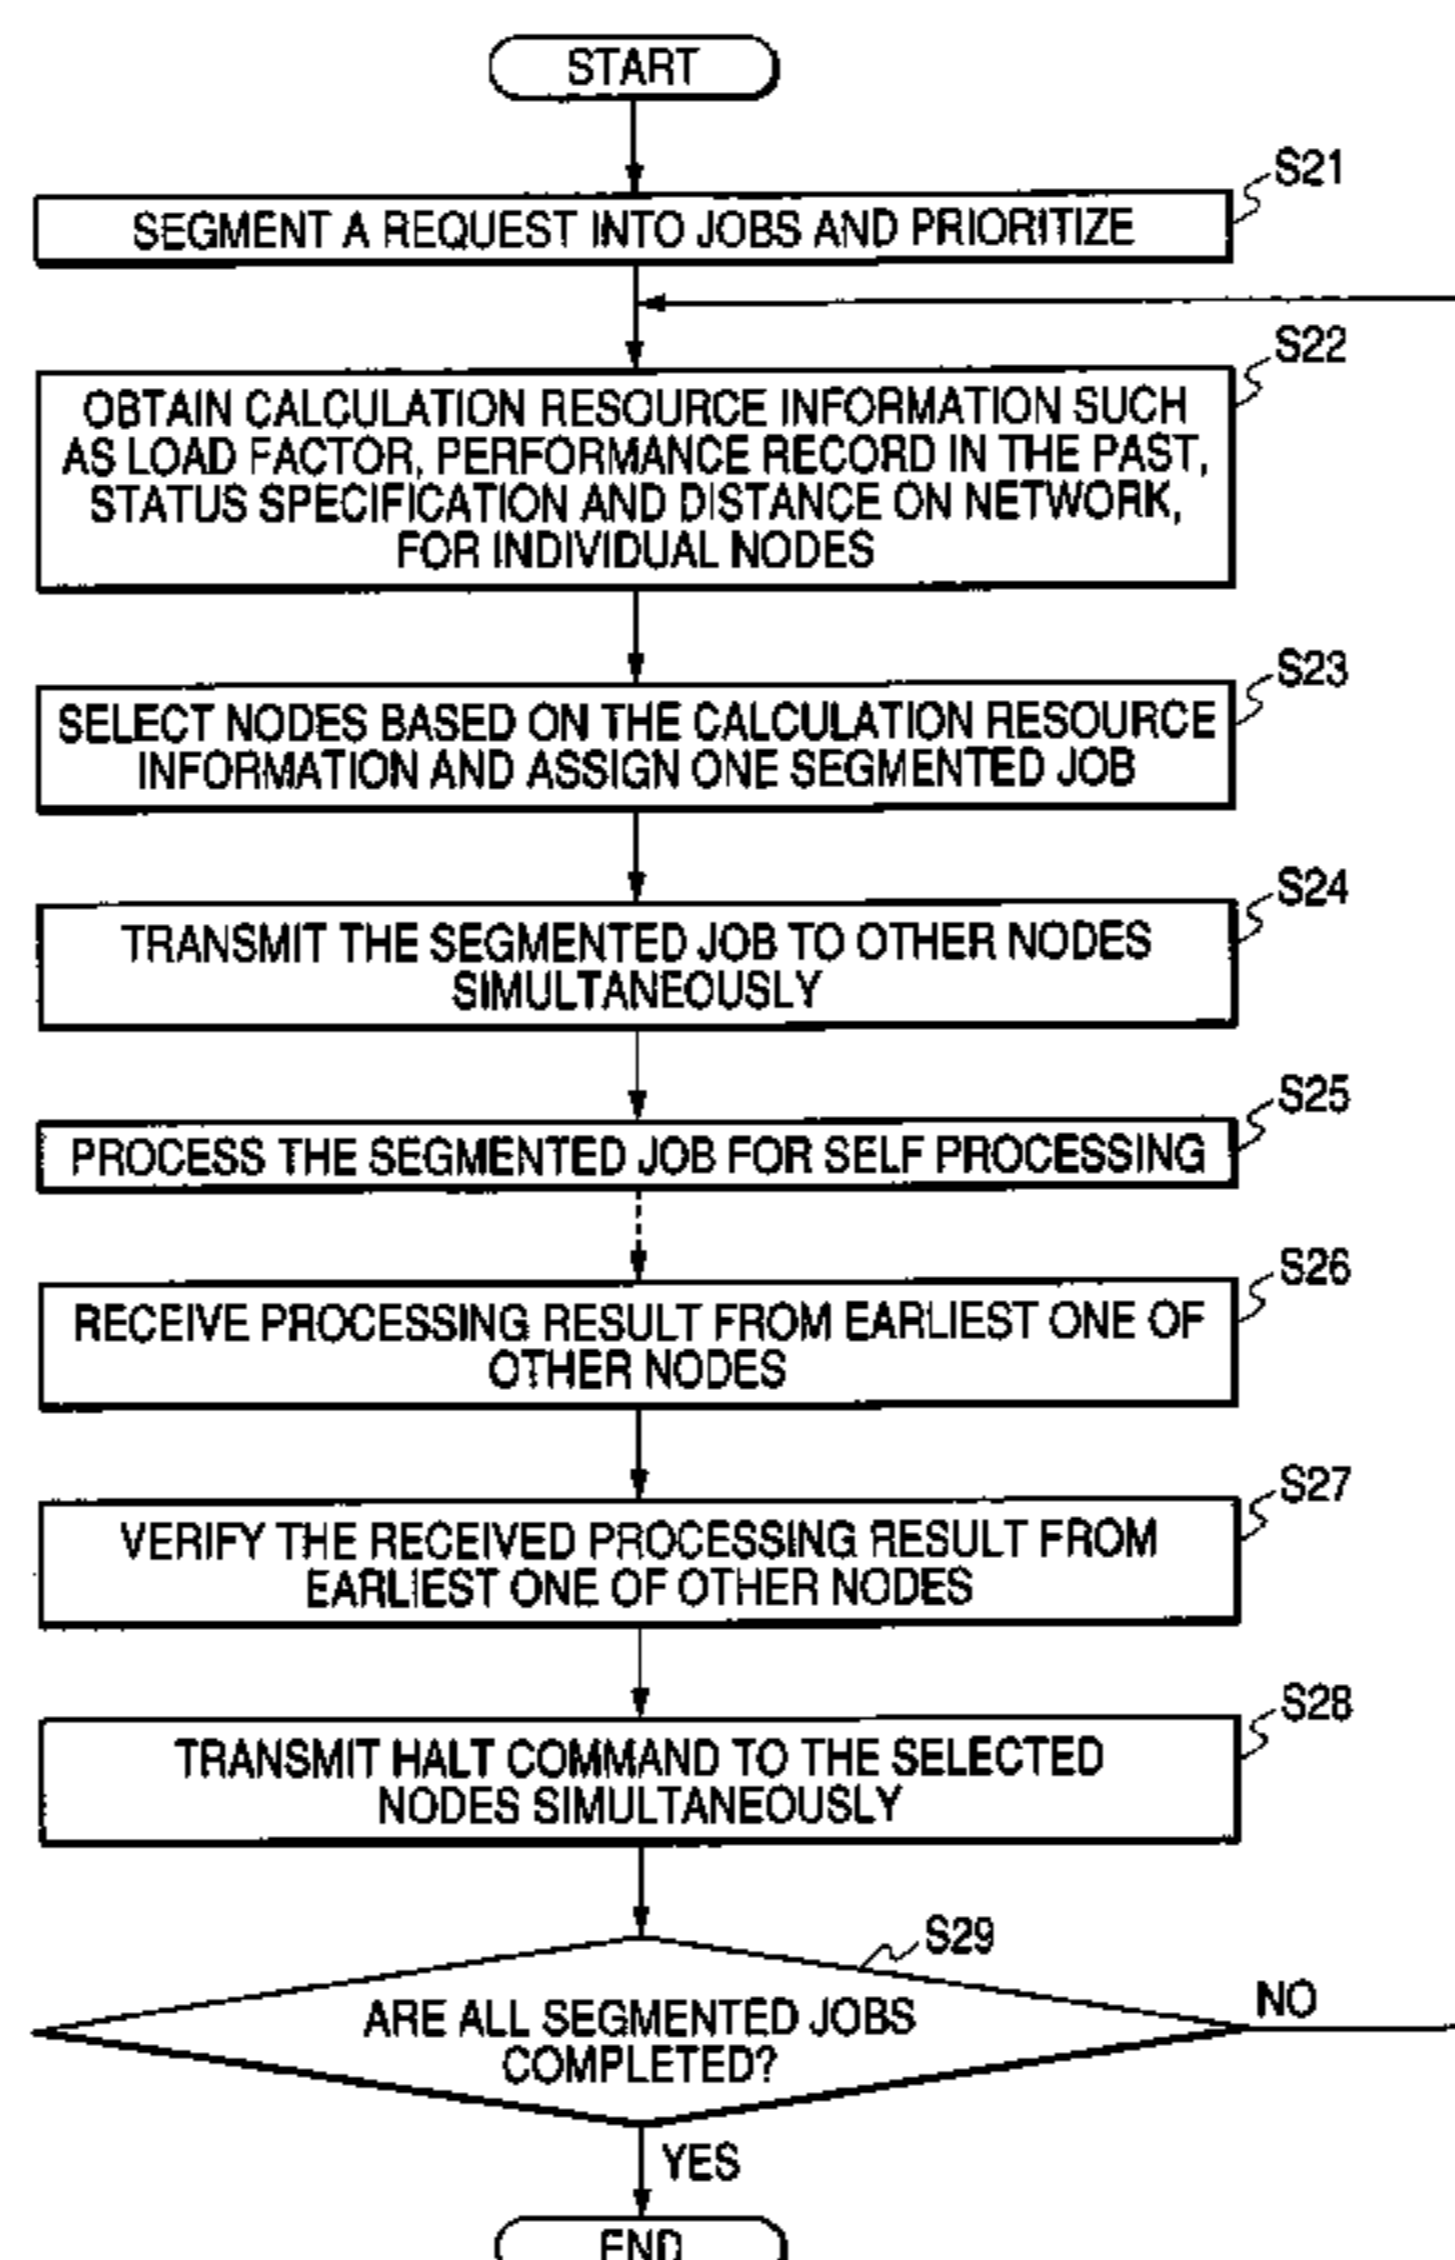 START
S21
SEGMENT A REQUEST INTO JOBS AND PRIORITIZE
S22
OBTAIN CALCULATION RESOURCE INFORMATION SUCH
AS LOAD FACTOR, PERFORMANCE RECORD IN THE PAST,
STATUS SPECIFICATION AND DISTANCE ON NETWORK,
FOR INDIVIDUAL NODES
S23
SELECT NODES BASED ON THE CALCULATION RESOURCE
INFORMATION AND ASSIGN ONE SEGMENTED JOB
S24
TRANSMIT THE SEGMENTED JOB TO OTHER NODES
SIMULTANEOUSLY
S25
PROCESS THE SEGMENTED JOB FOR SELF PROCESSING
S26
RECEIVE PROCESSING RESULT FROM EARLIEST ONE OF
OTHER NODES
S27
VERIFY THE RECEIVED PROCESSING RESULT FROM
EARLIEST ONE OF OTHER NODES
S28
TRANSMIT HALT COMMAND TO THE SELECTED
NODES SIMULTANEOUSLY
S29
ARE ALL SEGMENTED JOBS
COMPLETED?
NO
YES
END